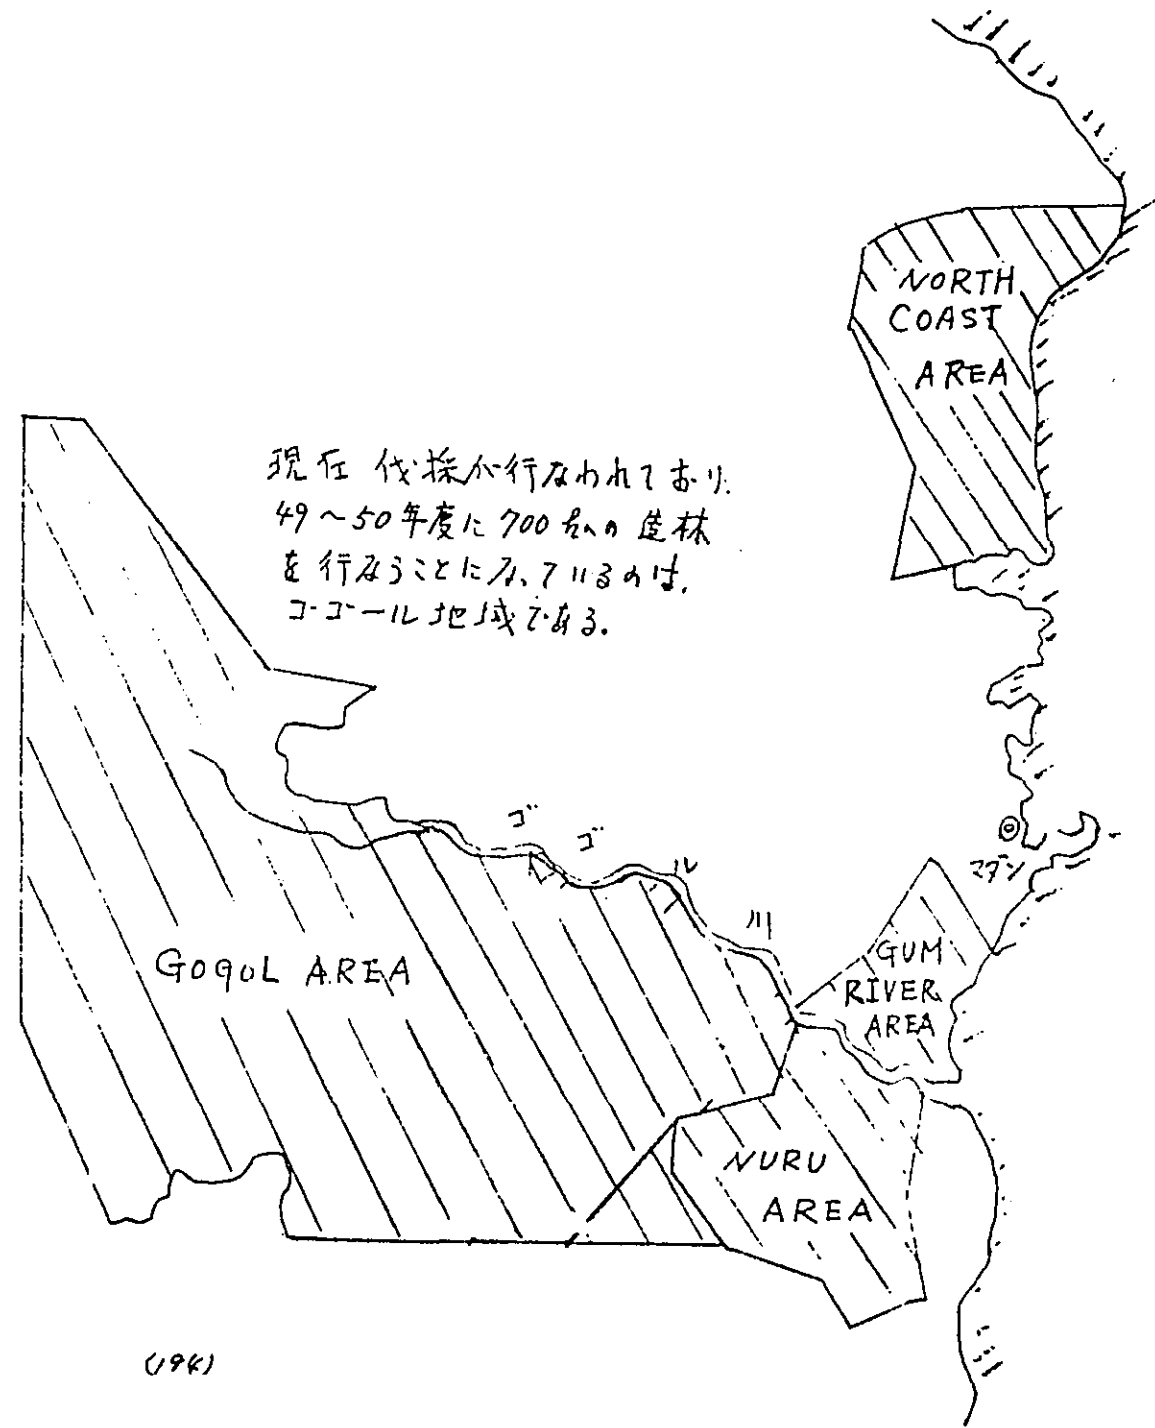 NORTH
COAST
AREA
現在 伐採が行なわれており、
49〜50年度に 700haの 造林
を行なうことになっているのは、
ゴゴール地域である。
ゴゴル川
マダン
GOGOL AREA
GUM
RIVER
AREA
NURU
AREA
(194)